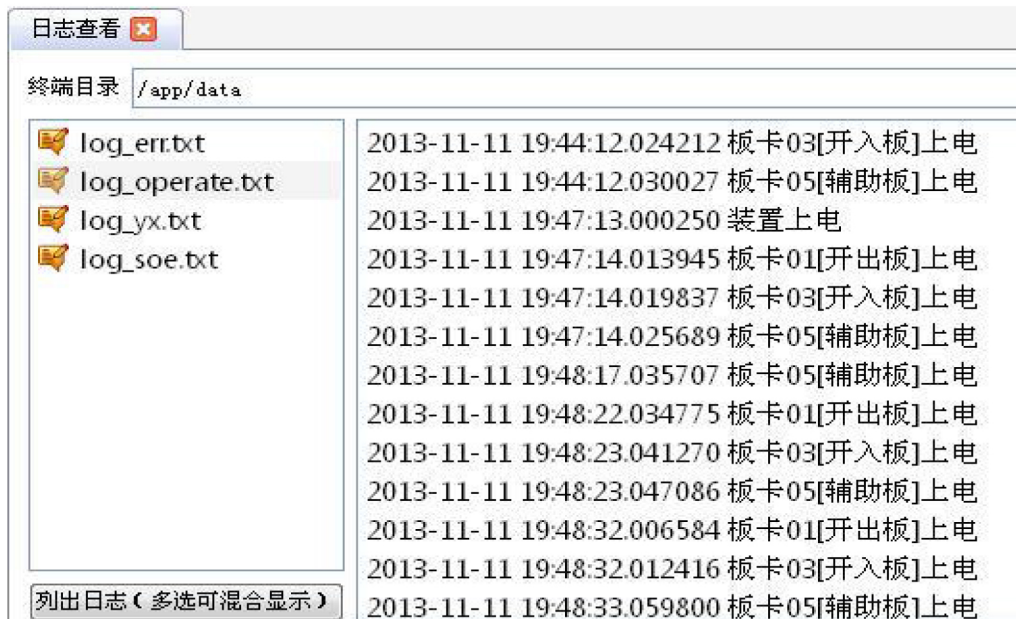 日志查看
终端目录 /app/data
log_err.txt
log_operate.txt
log_yx.txt
log_soe.txt
列出日志(多选可混合显示)
2013-11-11 19:44:12.024212 板卡03[开入板]上电
2013-11-11 19:44:12.030027 板卡05[辅助板]上电
2013-11-11 19:47:13.000250 装置上电
2013-11-11 19:47:14.013945 板卡01[开出板]上电
2013-11-11 19:47:14.019837 板卡03[开入板]上电
2013-11-11 19:47:14.025689 板卡05[辅助板]上电
2013-11-11 19:48:17.035707 板卡05[辅助板]上电
2013-11-11 19:48:22.034775 板卡01[开出板]上电
2013-11-11 19:48:23.041270 板卡03[开入板]上电
2013-11-11 19:48:23.047086 板卡05[辅助板]上电
2013-11-11 19:48:32.006584 板卡01[开出板]上电
2013-11-11 19:48:32.012416 板卡03[开入板]上电
2013-11-11 19:48:33.059800 板卡05[辅助板]上电